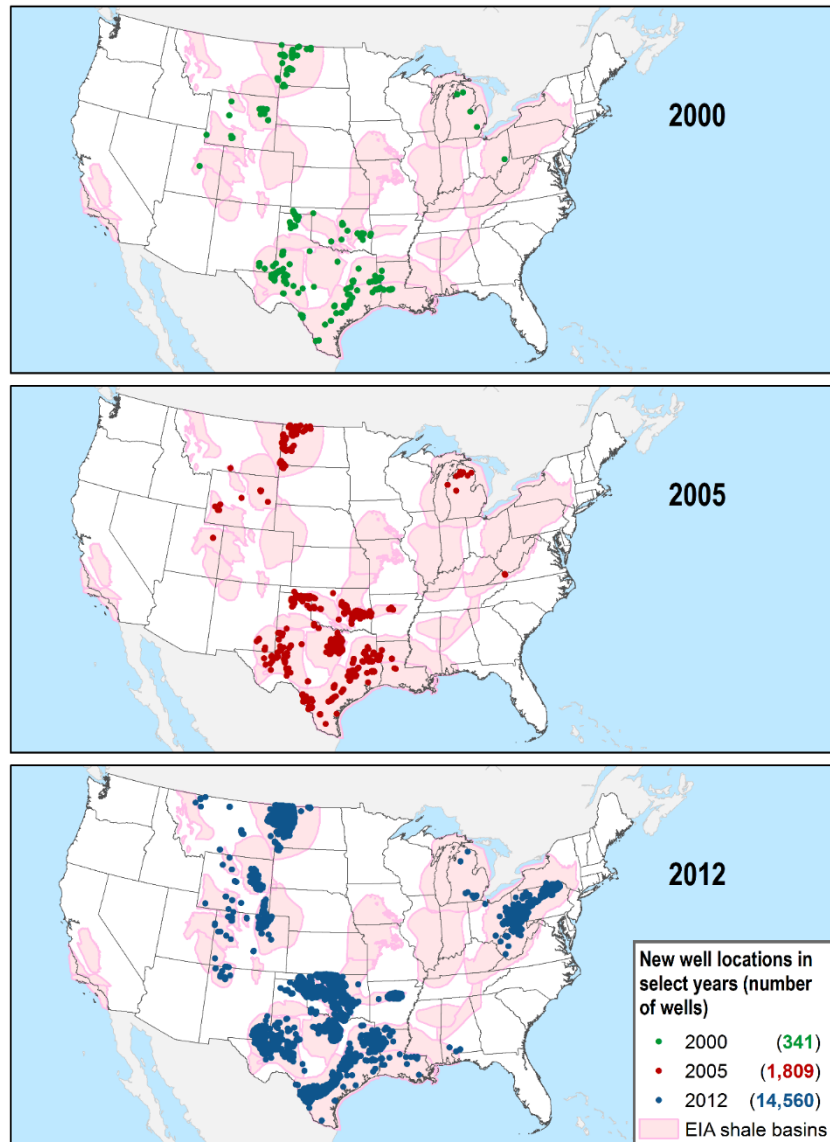 2000
2005
2012
New well locations in
select years (number
of wells)
2000 (341)
2005 (1,809)
2012 (14,560)
EIA shale basins